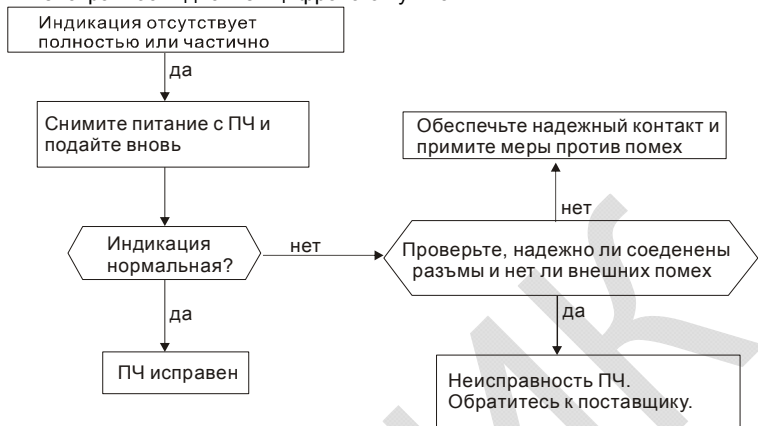 Индикация отсутствует
полностью или частично
да
Снимите питание с ПЧ и
подайте вновь
Индикация
нормальная?
да
ПЧ исправен
нет
Проверьте, надежно ли соеденены
разъмы и нет ли внешних помех
нет
Обеспечьте надежный контакт и
примите меры против помех
да
Неисправность ПЧ.
Обратитесь к поставщику.